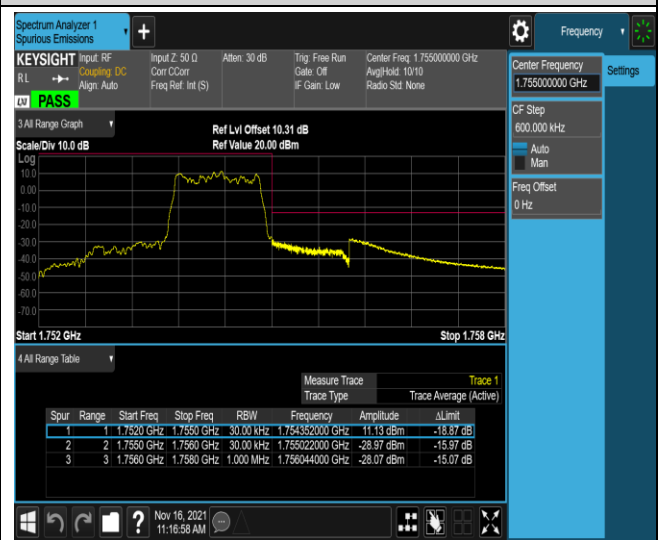 Spectrum Analyzer 1
Spurious Emissions
Frequency
KEYSIGHT Input: RF Input Z: 50 Ω Atten: 30 dB Trig: Free Run Center Freq: 1.755000000 GHz
RL Coupling: DC Corr CCorr Gate: Off Avg|Hold: 10/10
Align: Auto Freq Ref: Int (S) IF Gain: Low Radio Std: None
LXI PASS
Center Frequency
1.755000000 GHz
Settings
CF Step
600.000 kHz
Auto
Man
Freq Offset
0 Hz
3 All Range Graph
Ref Lvl Offset 10.31 dB
Scale/Div 10.0 dB Ref Value 20.00 dBm
Log
10.0
0.00
-10.0
-20.0
-30.0
-40.0
-50.0
-60.0
-70.0
Start 1.752 GHz Stop 1.758 GHz
4 All Range Table
Measure Trace Trace 1
Trace Type Trace Average (Active)
Spur Range Start Freq Stop Freq RBW Frequency Amplitude ΔLimit
1 1 1.7520 GHz 1.7550 GHz 30.00 kHz 1.754352000 GHz 11.13 dBm -18.87 dB
2 2 1.7550 GHz 1.7560 GHz 30.00 kHz 1.755022000 GHz -28.97 dBm -15.97 dB
3 3 1.7560 GHz 1.7580 GHz 1.000 MHz 1.756044000 GHz -28.07 dBm -15.07 dB
Nov 16, 2021
11:16:58 AM